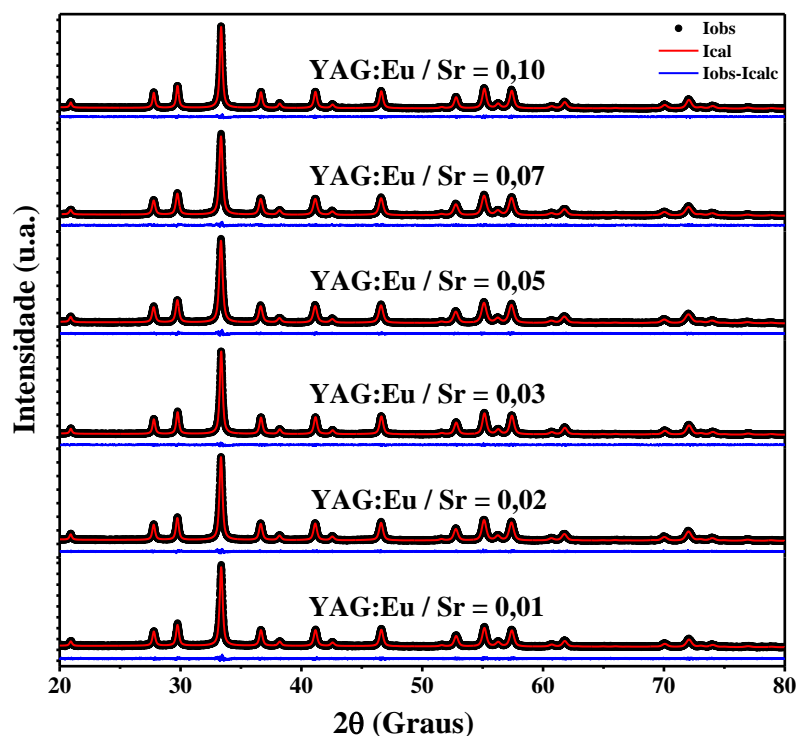 Iobs
Ical
Iobs-Icalc
YAG:Eu / Sr = 0,10
YAG:Eu / Sr = 0,07
YAG:Eu / Sr = 0,05
YAG:Eu / Sr = 0,03
YAG:Eu / Sr = 0,02
YAG:Eu / Sr = 0,01
Intensidade (u.a.)
20 30 40 50 60 70 80
2θ (Graus)